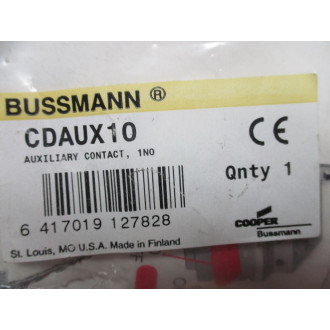 BUSSMANN ®
CDAUX10
AUXILIARY CONTACT, 1NO
CE
Qnty 1
6 417019 127828
COOPER
Bussmann
St. Louis, MO U.S.A. Made in Finland